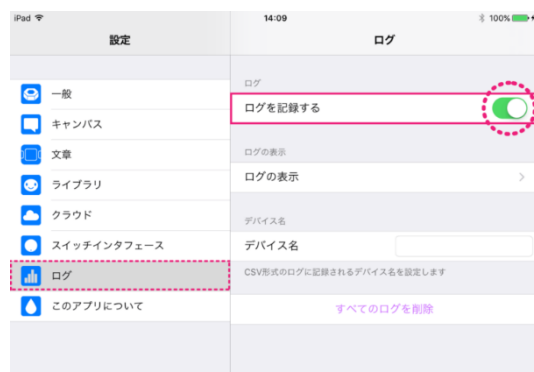 iPad 14:09 100%
設定
ログ
一般
キャンバス
文章
ライブラリ
クラウド
スイッチインタフェース
ログ
このアプリについて
ログ
ログを記録する
ログの表示
ログの表示
デバイス名
デバイス名
CSV形式のログに記録されるデバイス名を設定します
すべてのログを削除